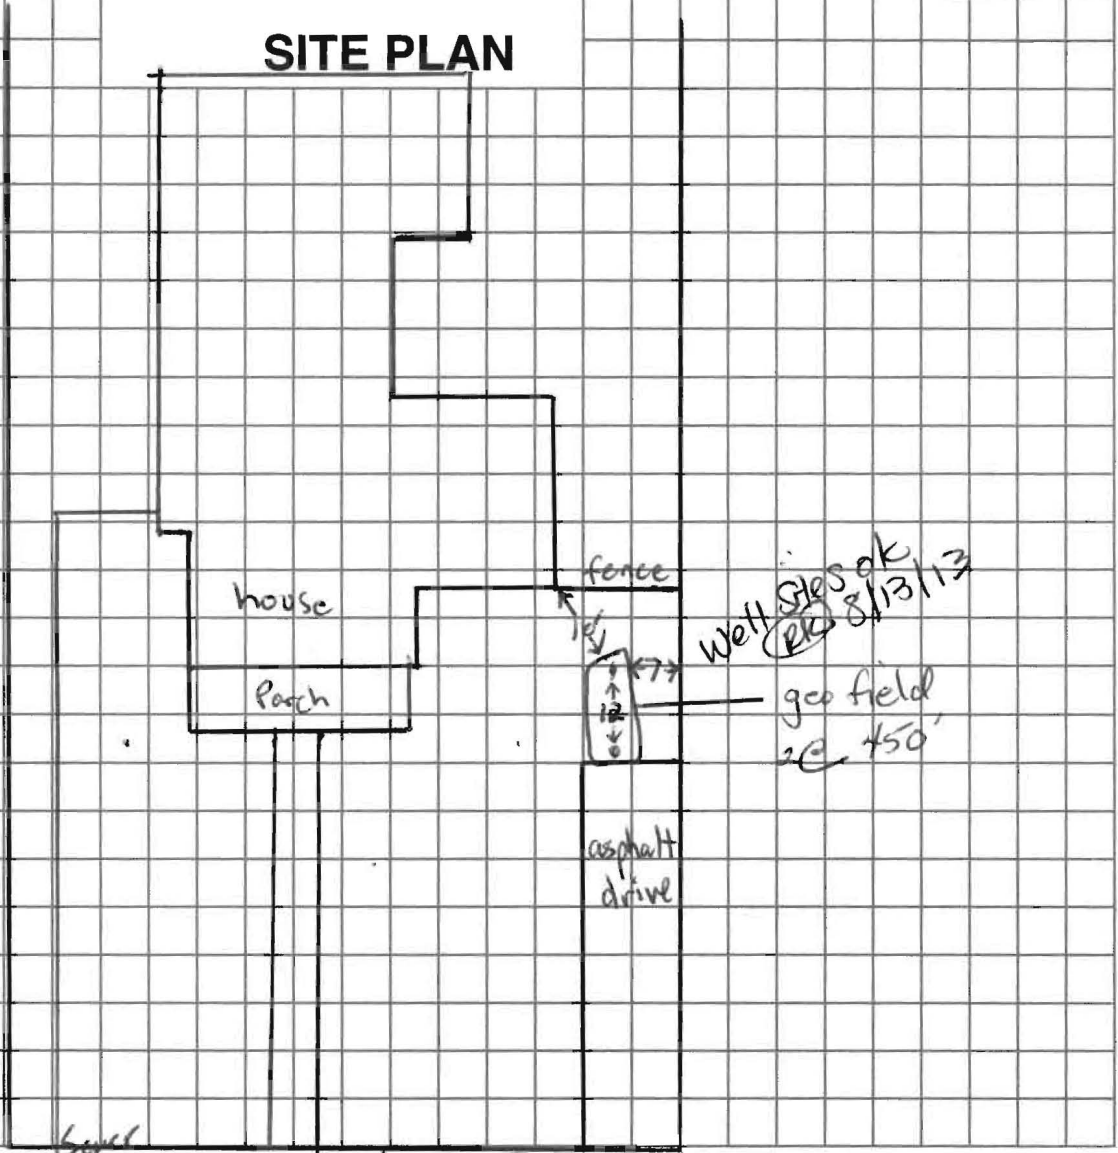 SITE PLAN
fence
house
Well Sites ok
RK 8/13/13
7
Porch
12
geo field
2@ 450'
asphalt
drive
Sewer